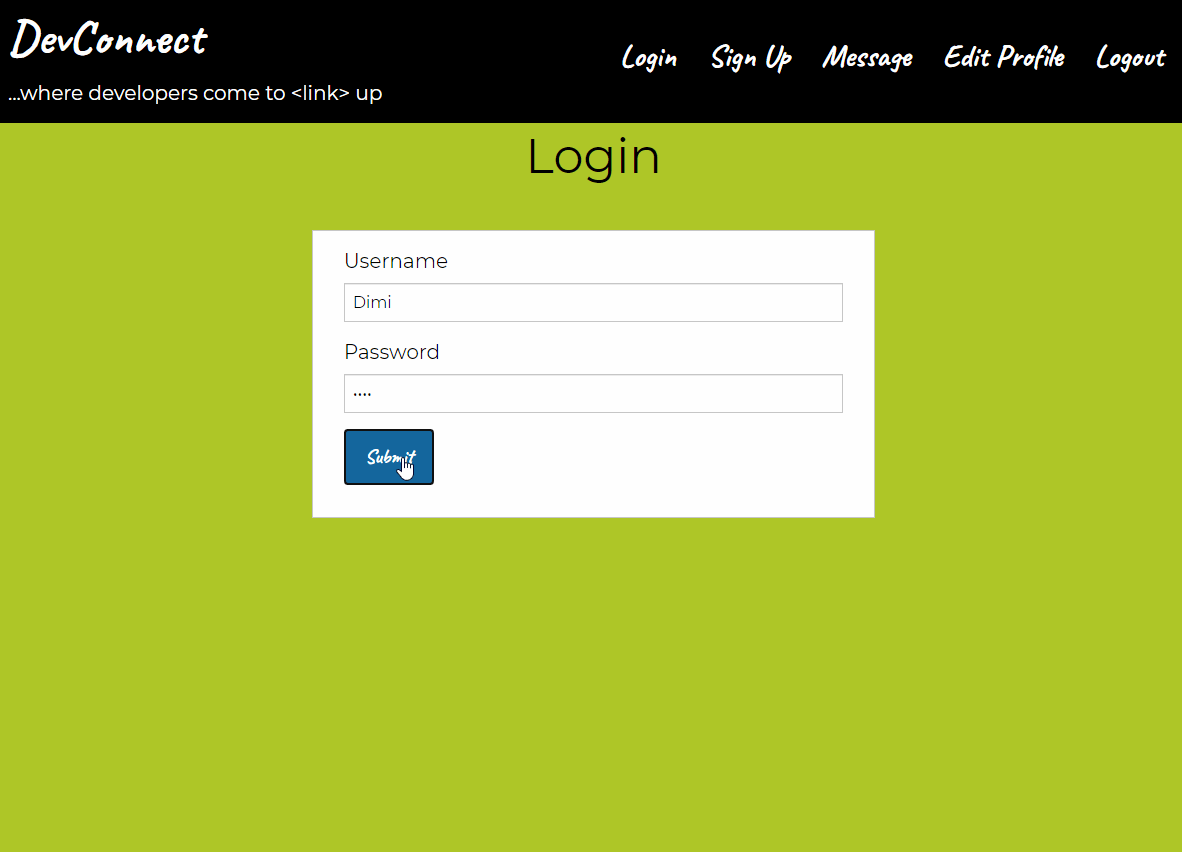 DevConnect
...where developers come to <link> up
Login Sign Up Message Edit Profile Logout
Login
Username
Dimi
Password
····
Submit